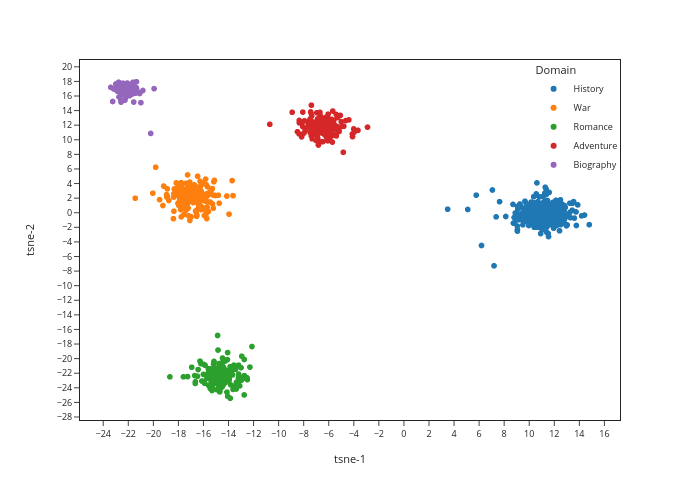 Domain
History
War
Romance
Adventure
Biography
20
18
16
14
12
10
8
6
4
2
0
−2
−4
−6
−8
−10
−12
−14
−16
−18
−20
−22
−24
−26
−28
tsne-2
−24 −22 −20 −18 −16 −14 −12 −10 −8 −6 −4 −2 0 2 4 6 8 10 12 14 16
tsne-1